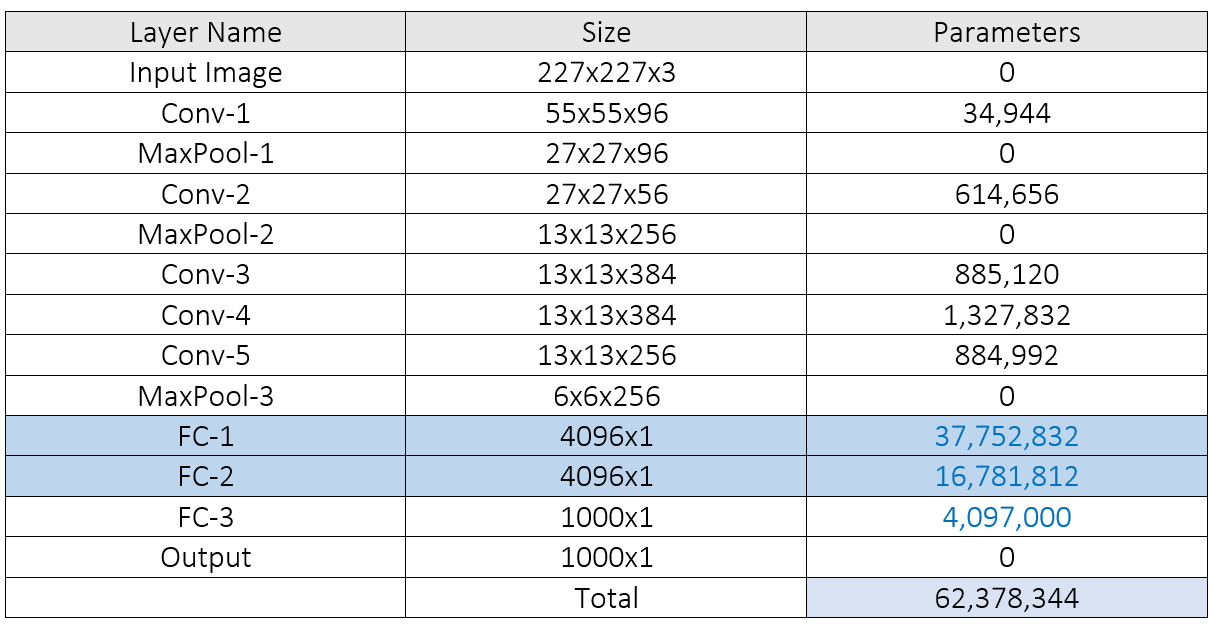 Layer Name Size Parameters
Input Image 227x227x3 0
Conv-1 55x55x96 34,944
MaxPool-1 27x27x96 0
Conv-2 27x27x56 614,656
MaxPool-2 13x13x256 0
Conv-3 13x13x384 885,120
Conv-4 13x13x384 1,327,832
Conv-5 13x13x256 884,992
MaxPool-3 6x6x256 0
FC-1 4096x1 37,752,832
FC-2 4096x1 16,781,812
FC-3 1000x1 4,097,000
Output 1000x1 0
Total 62,378,344